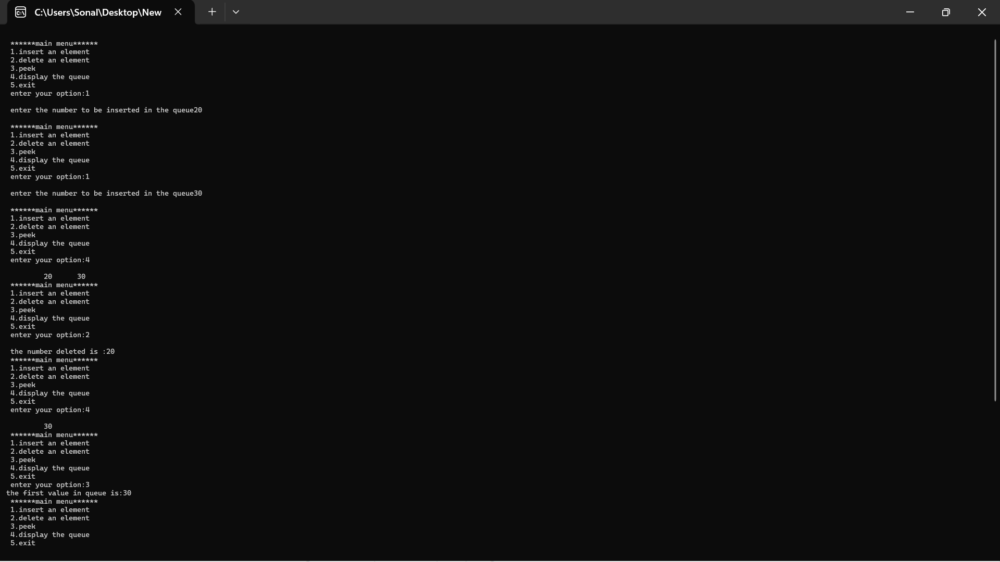 C:\Users\Sonal\Desktop\New
******main menu******
1.insert an element
2.delete an element
3.peek
4.display the queue
5.exit
enter your option:1
enter the number to be inserted in the queue20
******main menu******
1.insert an element
2.delete an element
3.peek
4.display the queue
5.exit
enter your option:1
enter the number to be inserted in the queue30
******main menu******
1.insert an element
2.delete an element
3.peek
4.display the queue
5.exit
enter your option:4
20 30
******main menu******
1.insert an element
2.delete an element
3.peek
4.display the queue
5.exit
enter your option:2
the number deleted is :20
******main menu******
1.insert an element
2.delete an element
3.peek
4.display the queue
5.exit
enter your option:4
30
******main menu******
1.insert an element
2.delete an element
3.peek
4.display the queue
5.exit
enter your option:3
the first value in queue is:30
******main menu******
1.insert an element
2.delete an element
3.peek
4.display the queue
5.exit